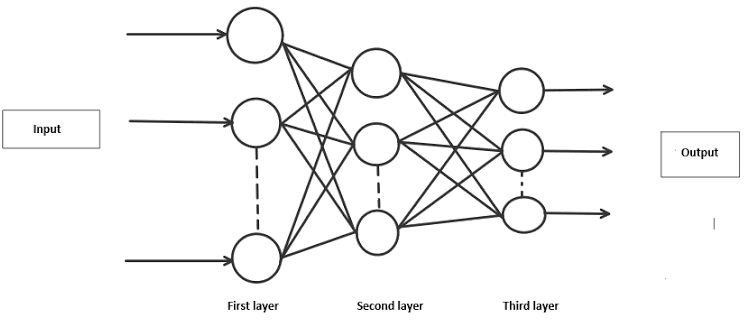 Input
Output
First layer
Second layer
Third layer